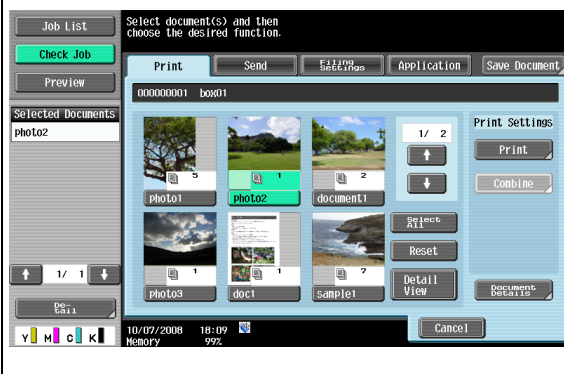 Job List
Check Job
Preview
Selected Documents
photo2
1/ 1
De-
tail
Y M C K
Select document(s) and then
choose the desired function.
Print
Send
Filing
Settings
Application
Save Document
000000001 box01
5
photo1
1
photo2
2
document1
1
photo3
1
doc1
7
sample1
1/ 2
Select
All
Reset
Detail
View
Print Settings
Print
Combine
Document
Details
10/07/2008 18:09
Memory 99%
Cancel